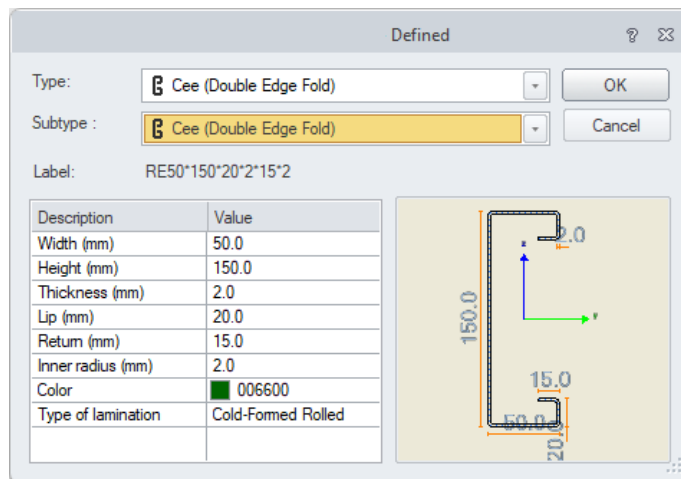 Defined
Type:
Cee (Double Edge Fold)
OK
Subtype :
Cee (Double Edge Fold)
Cancel
Label:
RE50*150*20*2*15*2
Description Value
Width (mm) 50.0
Height (mm) 150.0
Thickness (mm) 2.0
Lip (mm) 20.0
Return (mm) 15.0
Inner radius (mm) 2.0
Color 006600
Type of lamination Cold-Formed Rolled
2.0
150.0
15.0
50.0